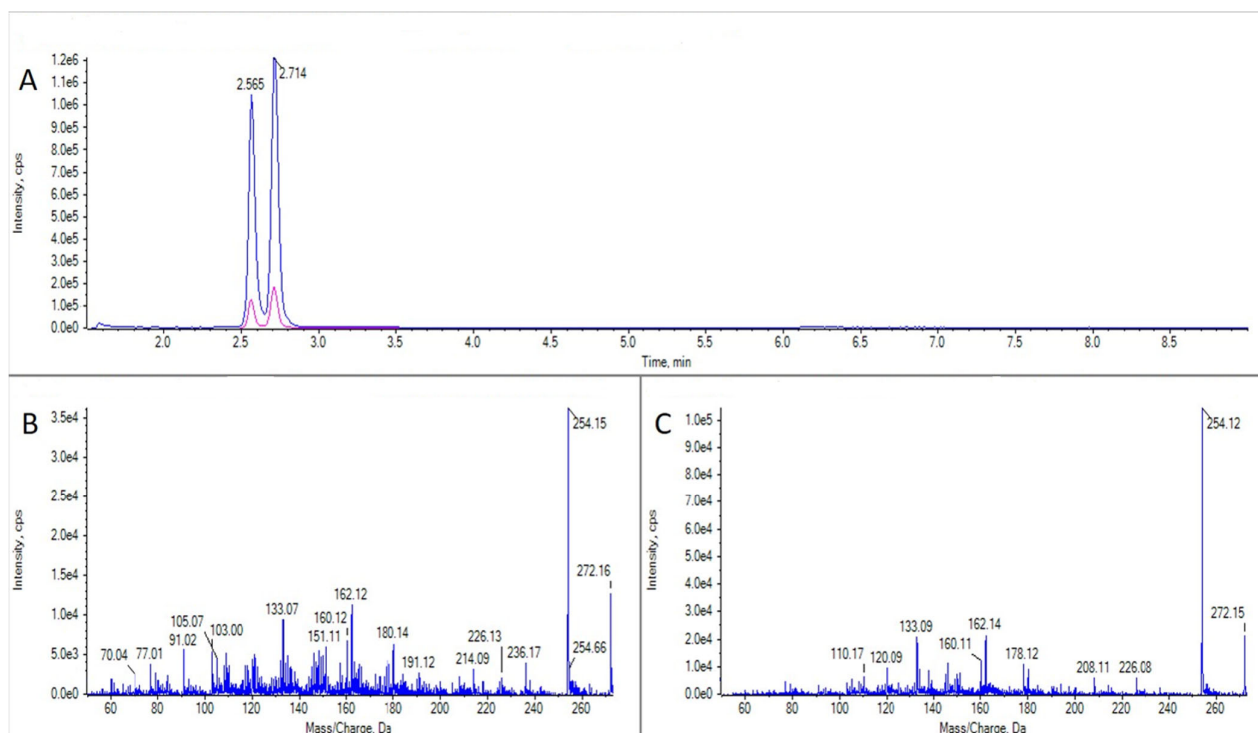 A
Intensity, cps
1.2e6
1.1e6
1.0e6
9.0e5
8.0e5
7.0e5
6.0e5
5.0e5
4.0e5
3.0e5
2.0e5
1.0e5
0.0e0
2.565
2.714
2.0 2.5 3.0 3.5 4.0 4.5 5.0 5.5 6.0 6.5 7.0 7.5 8.0 8.5
Time, min
B
Intensity, cps
3.5e4
3.0e4
2.5e4
2.0e4
1.5e4
1.0e4
5.0e3
0.0e0
254.15
272.16
162.12
133.07
160.12
105.07
103.00
151.11
180.14
226.13
91.02
77.01
236.17
254.66
70.04
191.12
214.09
60 80 100 120 140 160 180 200 220 240 260
Mass/Charge, Da
C
Intensity, cps
1.0e5
9.0e4
8.0e4
7.0e4
6.0e4
5.0e4
4.0e4
3.0e4
2.0e4
1.0e4
0.0e0
254.12
272.15
133.09
162.14
110.17
120.09
160.11
178.12
208.11
226.08
60 80 100 120 140 160 180 200 220 240 260
Mass/Charge, Da